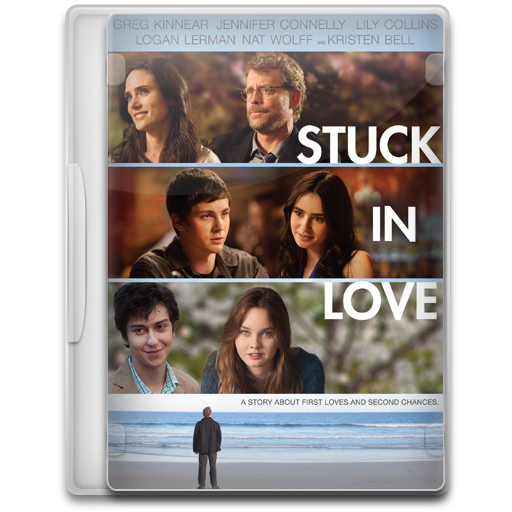 GREG KINNEAR JENNIFER CONNELLY LILY COLLINS
LOGAN LERMAN NAT WOLFF AND KRISTEN BELL
STUCK
IN
LOVE
A STORY ABOUT FIRST LOVES AND SECOND CHANCES.